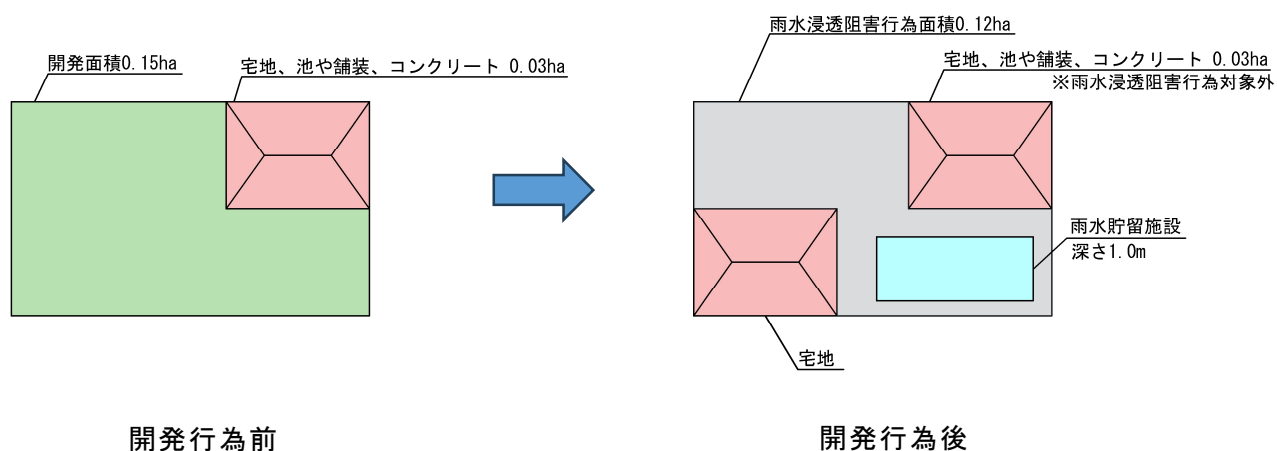 開発面積0.15ha
宅地、池や舗装、コンクリート 0.03ha
開発行為前
雨水浸透阻害行為面積0.12ha
宅地、池や舗装、コンクリート 0.03ha
※雨水浸透阻害行為対象外
雨水貯留施設
深さ1.0m
宅地
開発行為後